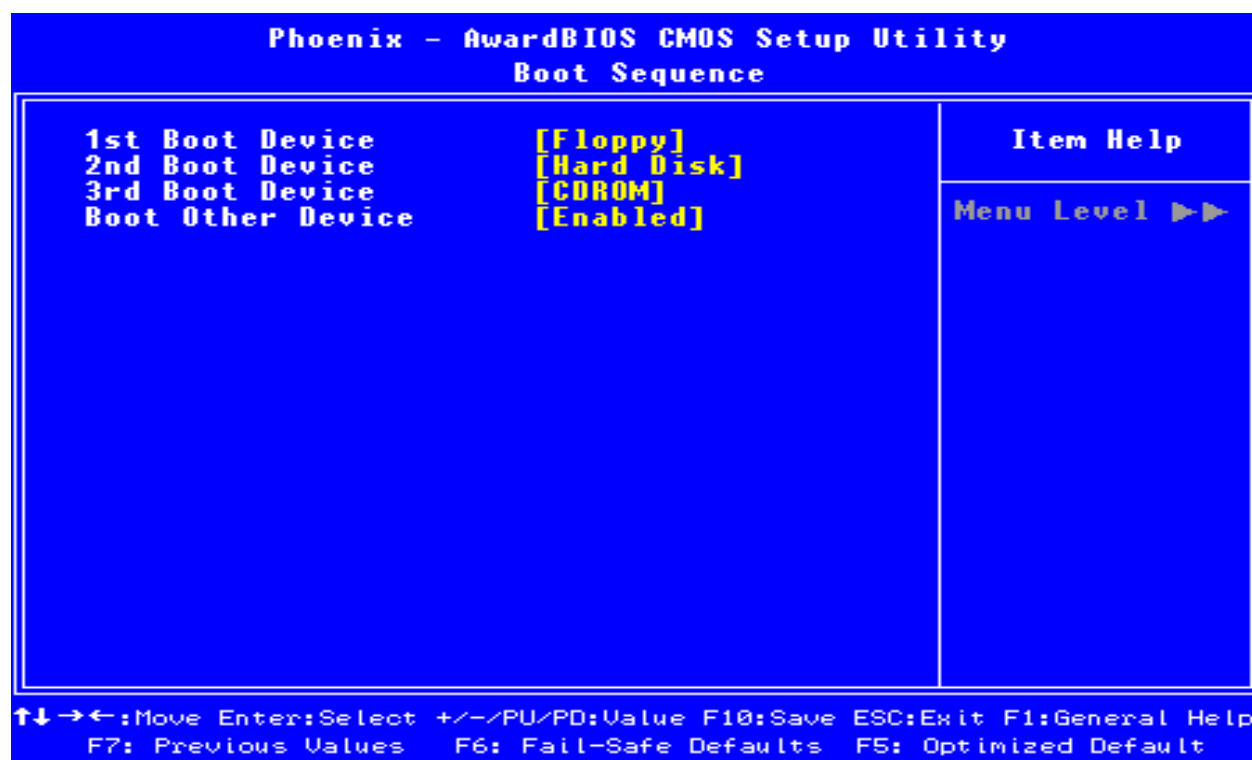 Phoenix – AwardBIOS CMOS Setup Utility
Boot Sequence
1st Boot Device [Floppy]
2nd Boot Device [Hard Disk]
3rd Boot Device [CDROM]
Boot Other Device [Enabled]
Item Help
Menu Level ►►
↑↓→←:Move Enter:Select +/-/PU/PD:Value F10:Save ESC:Exit F1:General Help
F7: Previous Values F6: Fail-Safe Defaults F5: Optimized Default